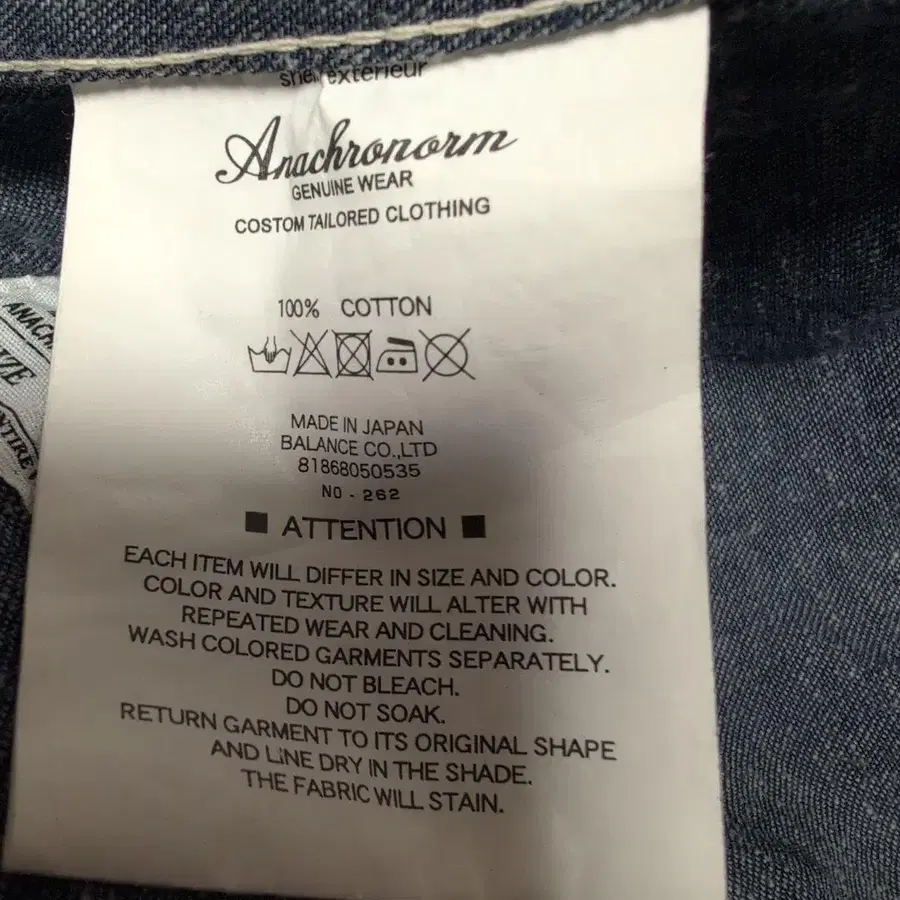 shell exterieur
Anachronorm
GENUINE WEAR
COSTOM TAILORED CLOTHING
100% COTTON
MADE IN JAPAN
BALANCE CO.,LTD
81868050535
NO - 262
■ ATTENTION ■
EACH ITEM WILL DIFFER IN SIZE AND COLOR.
COLOR AND TEXTURE WILL ALTER WITH
REPEATED WEAR AND CLEANING.
WASH COLORED GARMENTS SEPARATELY.
DO NOT BLEACH.
DO NOT SOAK.
RETURN GARMENT TO ITS ORIGINAL SHAPE
AND LINE DRY IN THE SHADE.
THE FABRIC WILL STAIN.